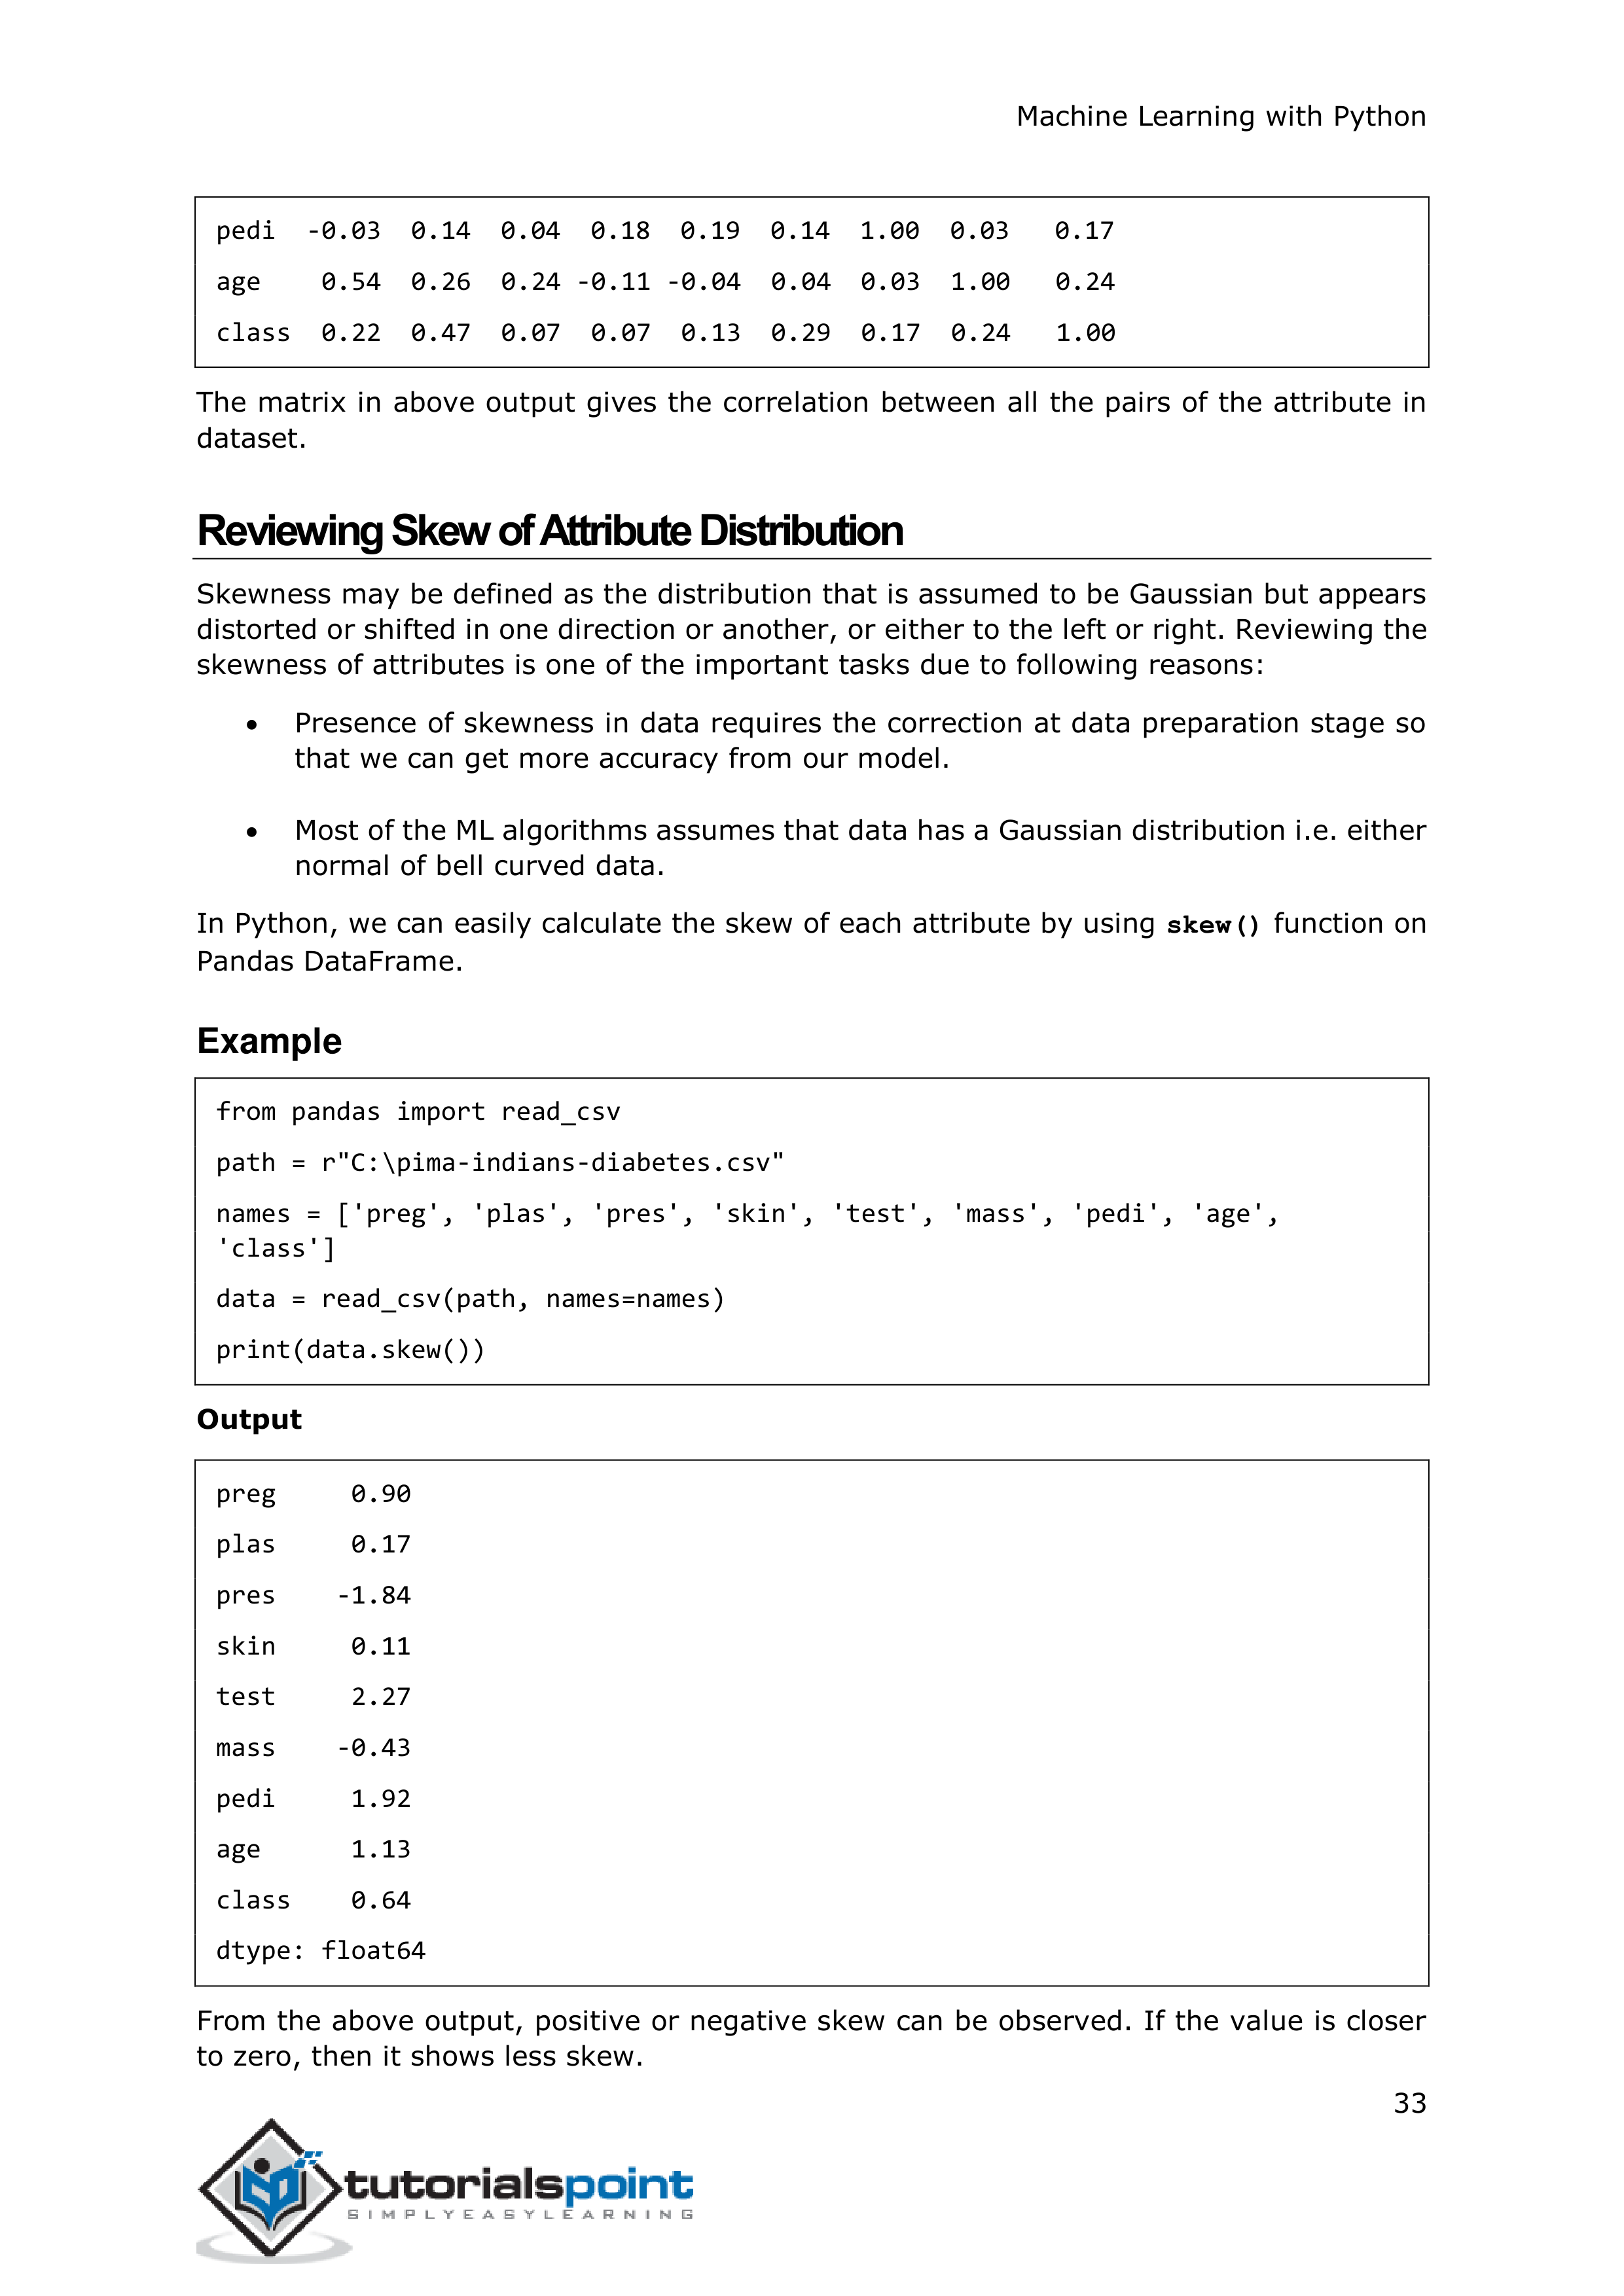 Machine Learning with Python
pedi  -0.03  0.14  0.04  0.18  0.19  0.14  1.00  0.03   0.17
age    0.54  0.26  0.24 -0.11 -0.04  0.04  0.03  1.00   0.24
class  0.22  0.47  0.07  0.07  0.13  0.29  0.17  0.24   1.00
The matrix in above output gives the correlation between all the pairs of the attribute in
dataset.
Reviewing Skew of Attribute Distribution
Skewness may be defined as the distribution that is assumed to be Gaussian but appears
distorted or shifted in one direction or another, or either to the left or right. Reviewing the
skewness of attributes is one of the important tasks due to following reasons:
• Presence of skewness in data requires the correction at data preparation stage so
that we can get more accuracy from our model.
• Most of the ML algorithms assumes that data has a Gaussian distribution i.e. either
normal of bell curved data.
In Python, we can easily calculate the skew of each attribute by using skew() function on
Pandas DataFrame.
Example
from pandas import read_csv
path = r"C:\pima-indians-diabetes.csv"
names = ['preg', 'plas', 'pres', 'skin', 'test', 'mass', 'pedi', 'age',
'class']
data = read_csv(path, names=names)
print(data.skew())
Output
preg     0.90
plas     0.17
pres    -1.84
skin     0.11
test     2.27
mass    -0.43
pedi     1.92
age      1.13
class    0.64
dtype: float64
From the above output, positive or negative skew can be observed. If the value is closer
to zero, then it shows less skew.
33
tutorialspoint
SIMPLYEASYLEARNING